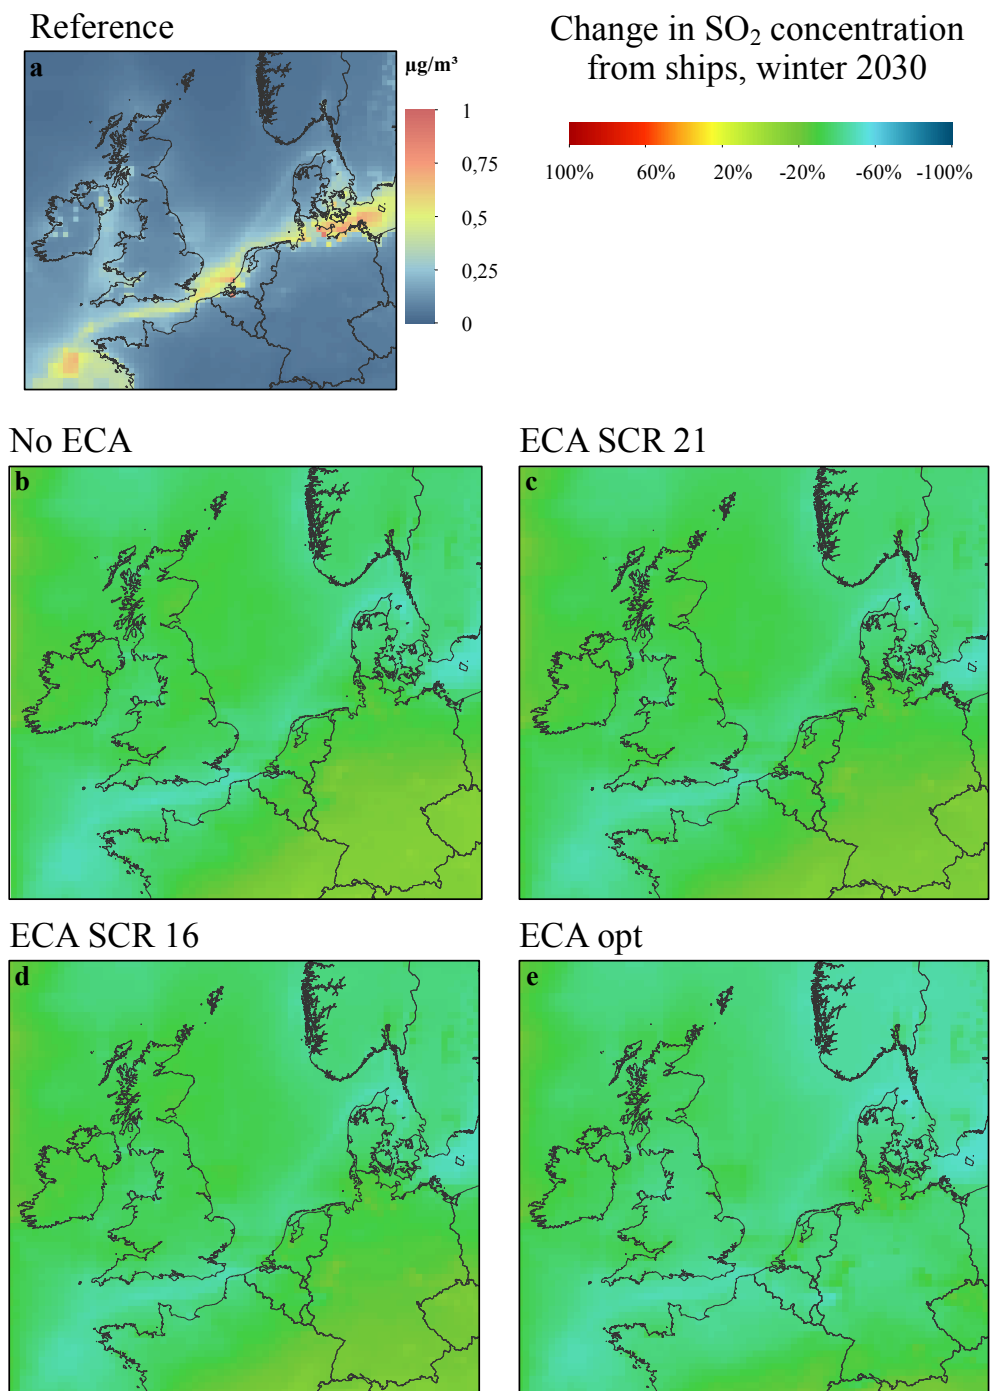 Reference
Change in SO₂ concentration
from ships, winter 2030
a
µg/m³
1
0,75
0,5
0,25
0
100% 60% 20% -20% -60% -100%
No ECA
ECA SCR 21
b
c
ECA SCR 16
ECA opt
d
e